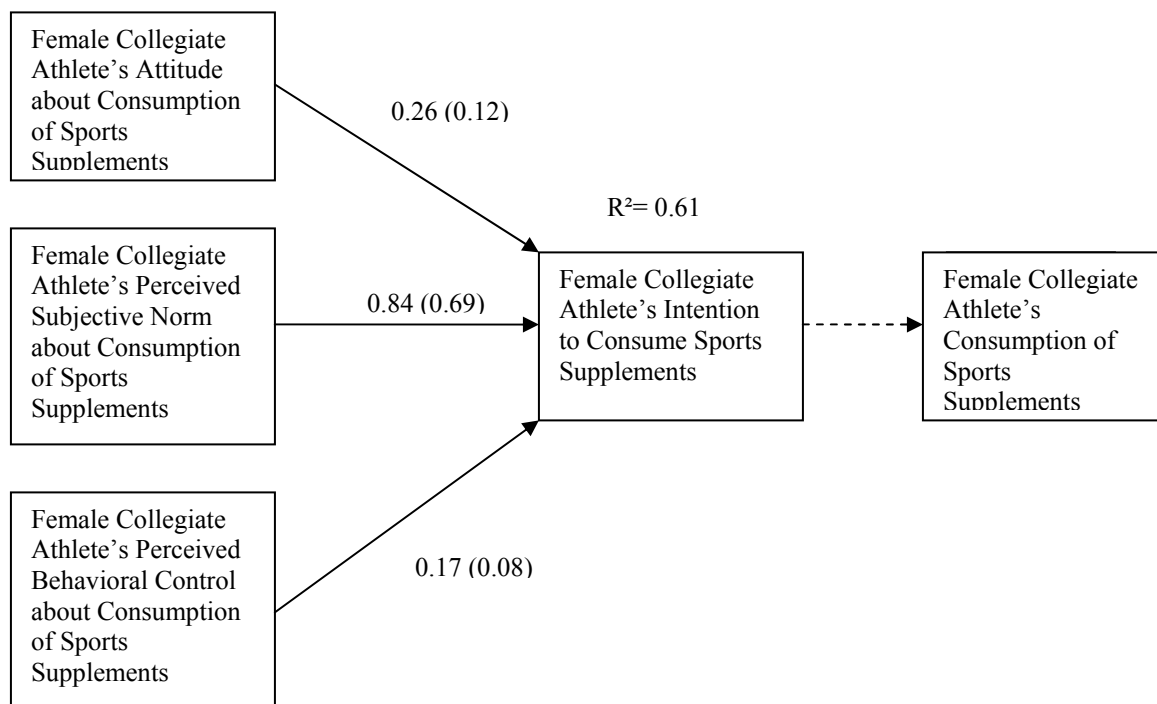 Female Collegiate
Athlete’s Attitude
about Consumption
of Sports
Supplements
0.26 (0.12)
R²= 0.61
Female Collegiate
Athlete’s Perceived
Subjective Norm
about Consumption
of Sports
Supplements
0.84 (0.69)
Female Collegiate
Athlete’s Intention
to Consume Sports
Supplements
Female Collegiate
Athlete’s
Consumption of
Sports
Supplements
Female Collegiate
Athlete’s Perceived
Behavioral Control
about Consumption
of Sports
Supplements
0.17 (0.08)